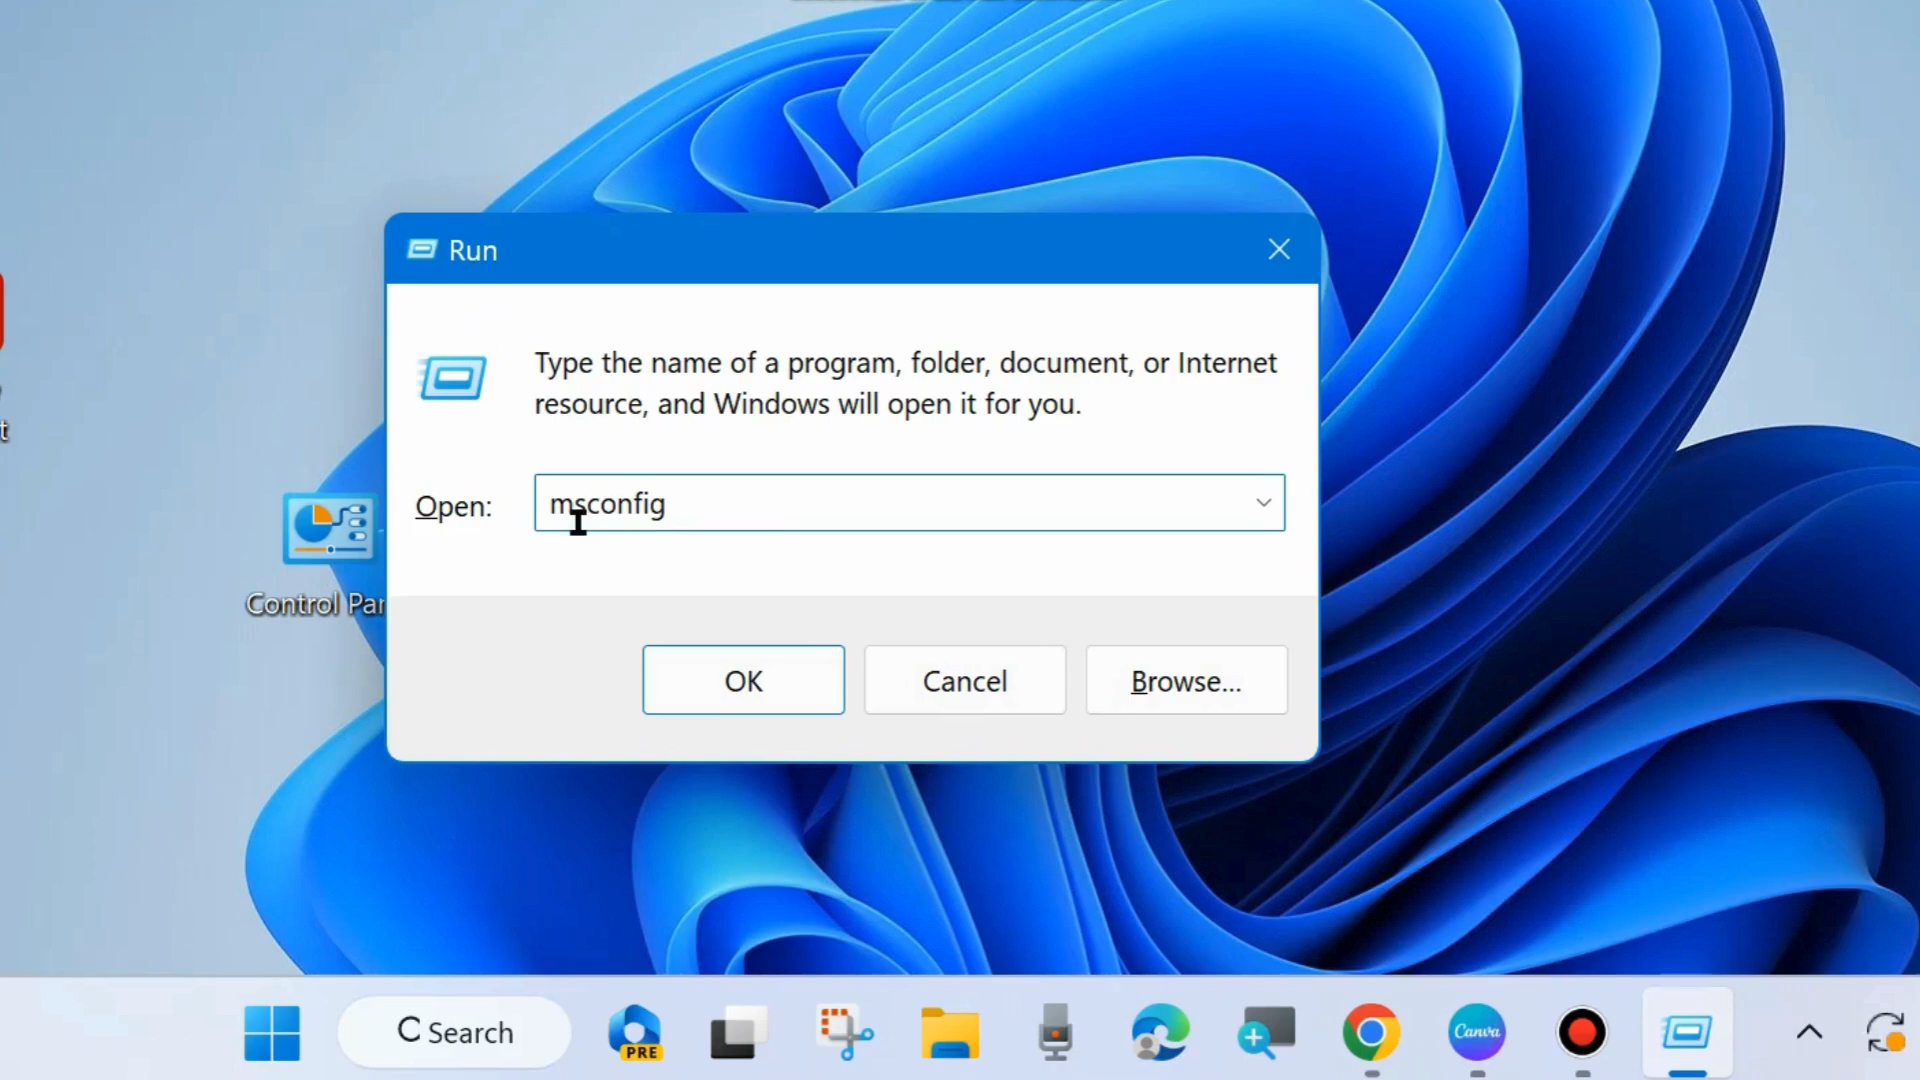 Run
Type the name of a program, folder, document, or Internet
resource, and Windows will open it for you.
Open:
msconfig
OK
Cancel
Browse...
Control Par
t
Search
PRE
Canva